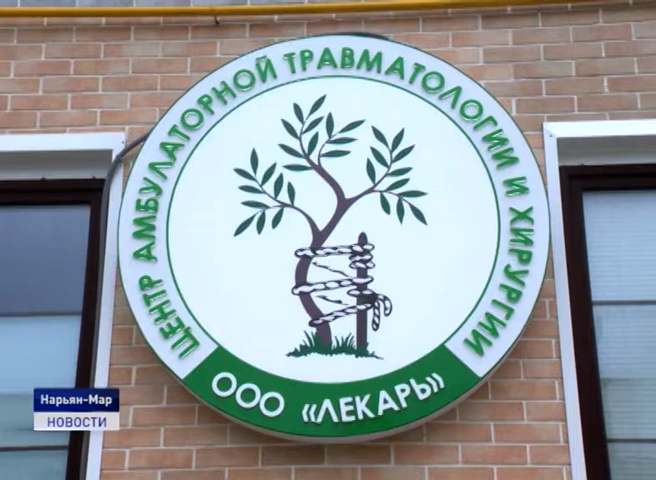 ЦЕНТР АМБУЛАТОРНОЙ ТРАВМАТОЛОГИИ И ХИРУРГИИ
ООО «ЛЕКАРЬ»
Нарьян-Мар
НОВОСТИ